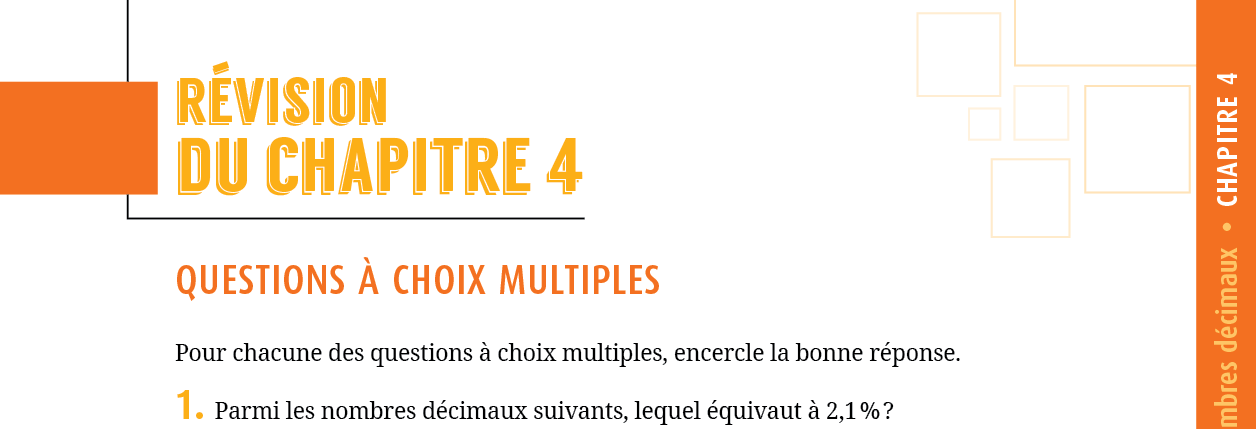 RÉVISION
DU CHAPITRE 4
QUESTIONS À CHOIX MULTIPLES
Pour chacune des questions à choix multiples, encercle la bonne réponse.
1. Parmi les nombres décimaux suivants, lequel équivaut à 2,1 % ?
décimaux • CHAPITRE 4